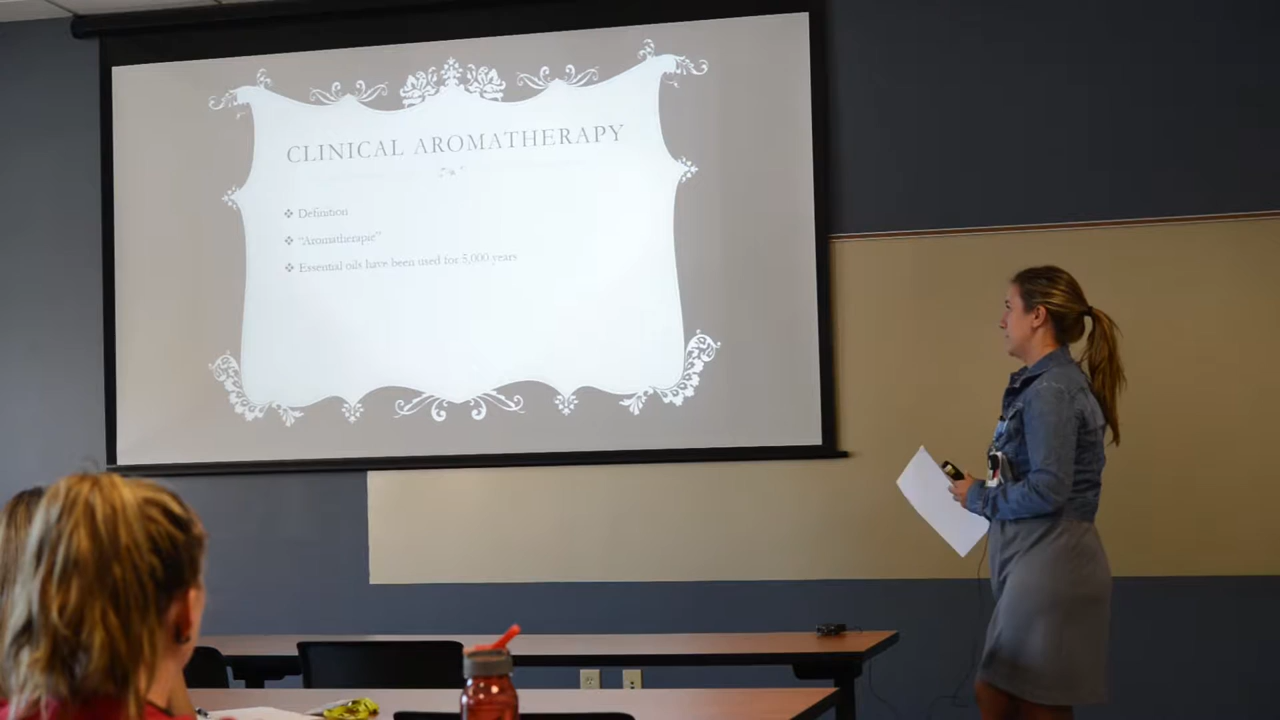 CLINICAL AROMATHERAPY
❖ Definition
❖ "Aromatherapie"
❖ Essential oils have been used for 5,000 years